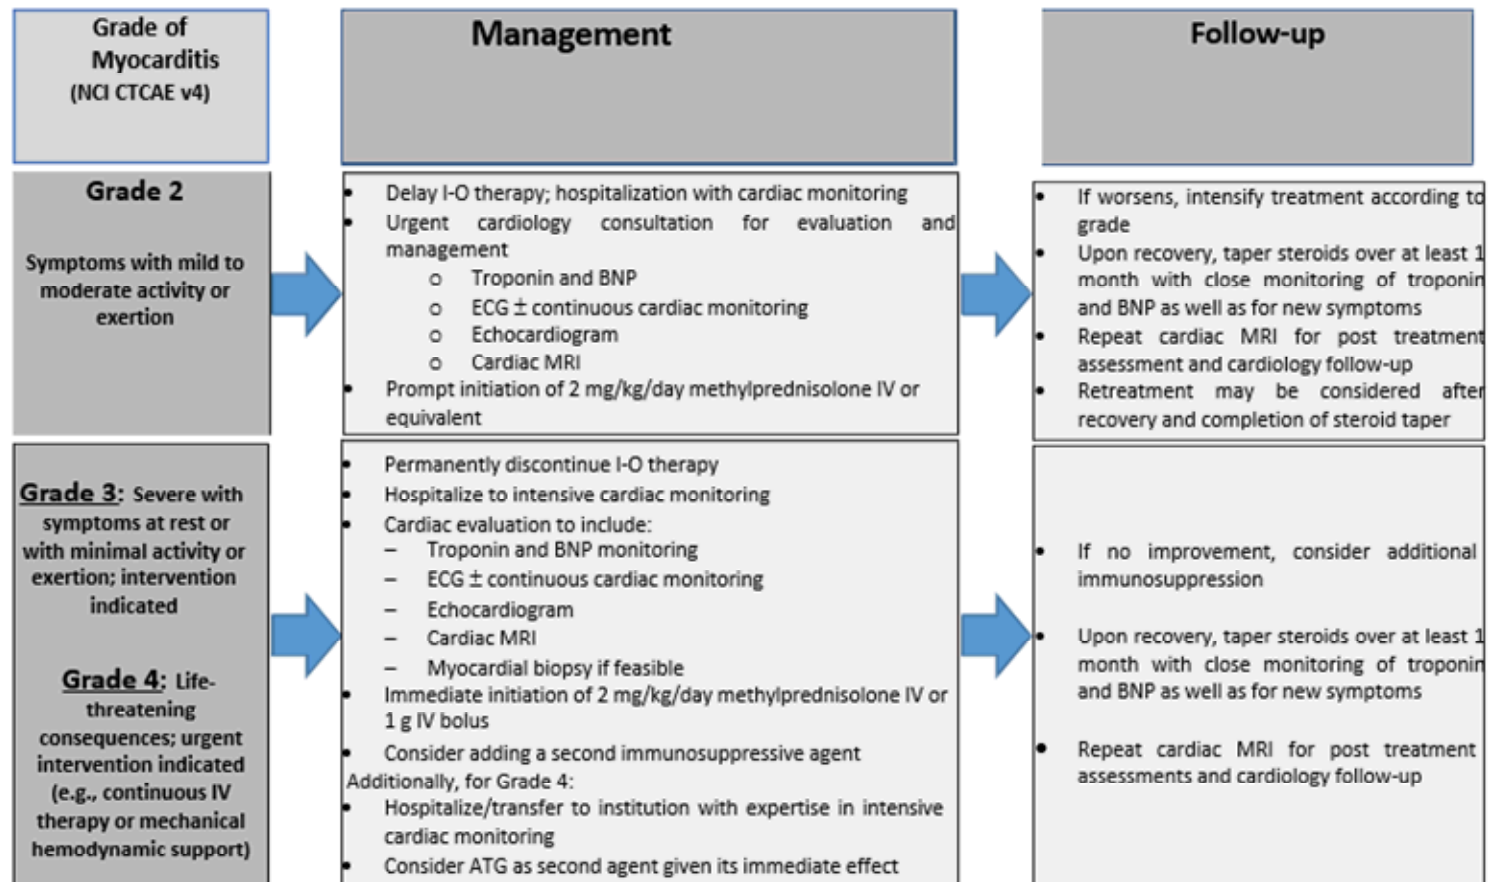 Grade of
Myocarditis
(NCI CTCAE v4)
Management
Follow-up
Grade 2
Symptoms with mild to
moderate activity or
exertion
• Delay I-O therapy; hospitalization with cardiac monitoring
• Urgent cardiology consultation for evaluation and
management
o Troponin and BNP
o ECG ± continuous cardiac monitoring
o Echocardiogram
o Cardiac MRI
• Prompt initiation of 2 mg/kg/day methylprednisolone IV or
equivalent
• If worsens, intensify treatment according to
grade
• Upon recovery, taper steroids over at least 1
month with close monitoring of troponin
and BNP as well as for new symptoms
• Repeat cardiac MRI for post treatment
assessment and cardiology follow-up
• Retreatment may be considered after
recovery and completion of steroid taper
Grade 3: Severe with
symptoms at rest or
with minimal activity or
exertion; intervention
indicated
Grade 4: Life-
threatening
consequences; urgent
intervention indicated
(e.g., continuous IV
therapy or mechanical
hemodynamic support)
• Permanently discontinue I-O therapy
• Hospitalize to intensive cardiac monitoring
• Cardiac evaluation to include:
– Troponin and BNP monitoring
– ECG ± continuous cardiac monitoring
– Echocardiogram
– Cardiac MRI
– Myocardial biopsy if feasible
• Immediate initiation of 2 mg/kg/day methylprednisolone IV or
1 g IV bolus
• Consider adding a second immunosuppressive agent
Additionally, for Grade 4:
• Hospitalize/transfer to institution with expertise in intensive
cardiac monitoring
• Consider ATG as second agent given its immediate effect
• If no improvement, consider additional
immunosuppression
• Upon recovery, taper steroids over at least 1
month with close monitoring of troponin
and BNP as well as for new symptoms
• Repeat cardiac MRI for post treatment
assessments and cardiology follow-up